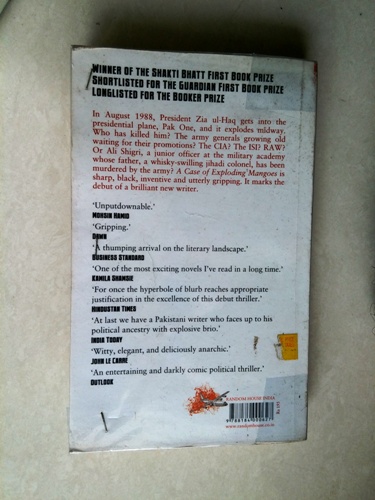 WINNER OF THE SHAKTI BHATT FIRST BOOK PRIZE
SHORTLISTED FOR THE GUARDIAN FIRST BOOK PRIZE
LONGLISTED FOR THE BOOKER PRIZE
In August 1988, President Zia ul-Haq gets into the
presidential plane, Pak One, and it explodes midway.
Who has killed him? The army generals growing old
waiting for their promotions? The CIA? The ISI? RAW?
Or Ali Shigri, a junior officer at the military academy
whose father, a whisky-swilling jihadi colonel, has been
murdered by the army? A Case of Exploding Mangoes is
sharp, black, inventive and utterly gripping. It marks the
debut of a brilliant new writer.
'Unputdownable.'
MOHSIN HAMID
'Gripping.'
DAWN
'A thumping arrival on the literary landscape.'
BUSINESS STANDARD
'One of the most exciting novels I've read in a long time.'
KAMILA SHAMSIE
'For once the hyperbole of blurb reaches appropriate
justification in the excellence of this debut thriller.'
HINDUSTAN TIMES
'At last we have a Pakistani writer who faces up to his
political ancestry with explosive brio.'
INDIA TODAY
'Witty, elegant, and deliciously anarchic.'
JOHN LE CARRE
'An entertaining and darkly comic political thriller.'
OUTLOOK
RANDOM HOUSE INDIA
www.randomhouse.co.in